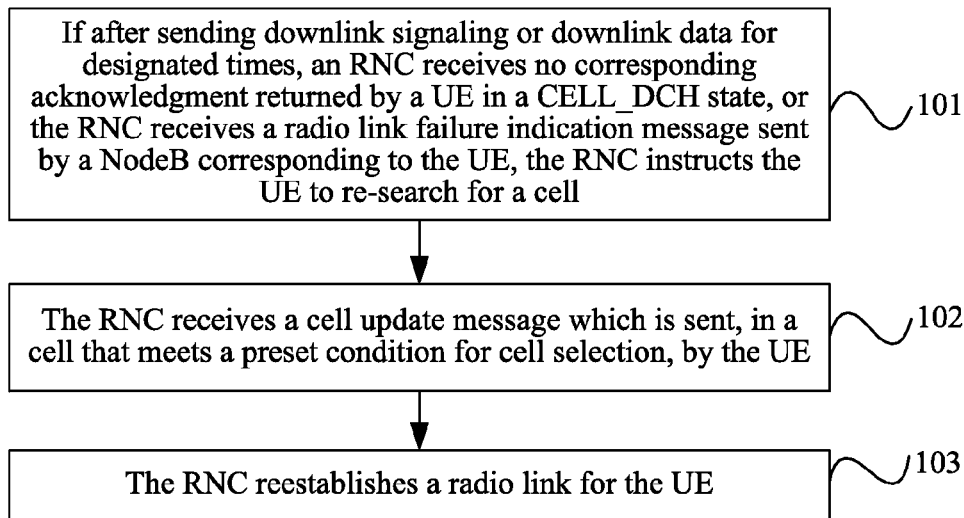 If after sending downlink signaling or downlink data for
designated times, an RNC receives no corresponding
acknowledgment returned by a UE in a CELL_DCH state, or
the RNC receives a radio link failure indication message sent
by a NodeB corresponding to the UE, the RNC instructs the
UE to re-search for a cell
101
The RNC receives a cell update message which is sent, in a
cell that meets a preset condition for cell selection, by the UE
102
The RNC reestablishes a radio link for the UE
103